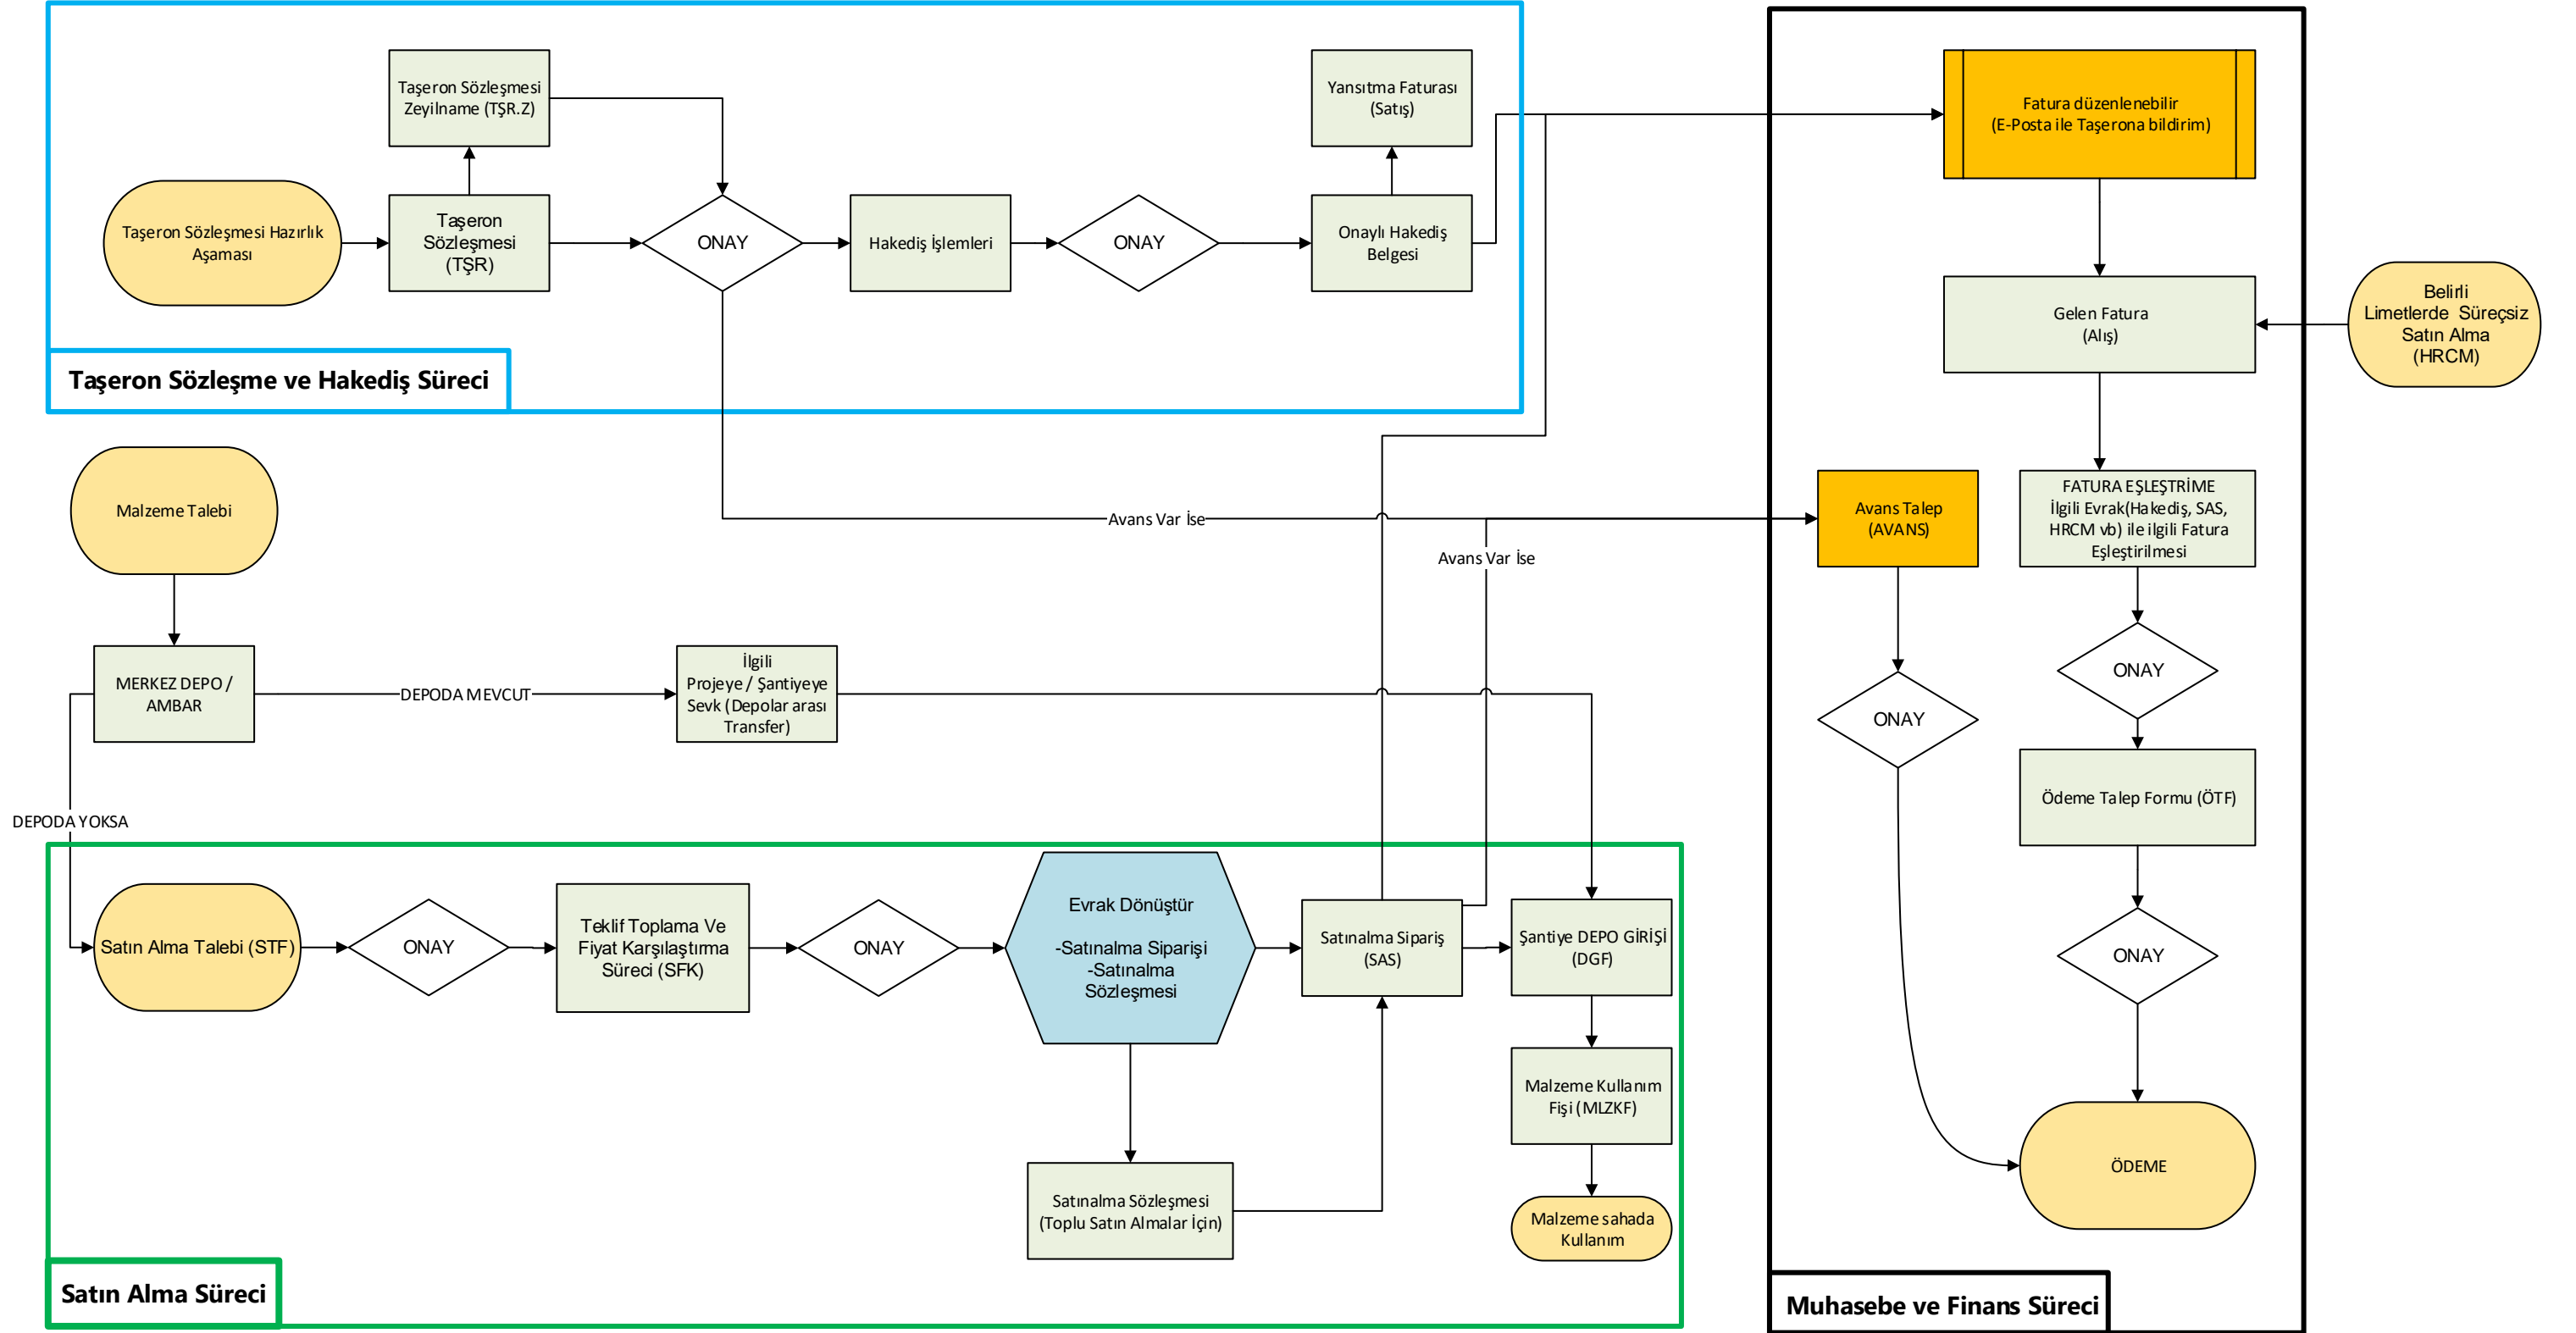 Taşeron Sözleşmesi
Zeyilname (TŞR.Z)
Yansıtma Faturası
(Satış)
Fatura düzenlenebilir
(E-Posta ile Taşerona bildirim)
Taşeron Sözleşmesi Hazırlık
Aşaması
Taşeron
Sözleşmesi
(TŞR)
ONAY
Hakediş İşlemleri
ONAY
Onaylı Hakediş
Belgesi
Gelen Fatura
(Alış)
Belirli
Limetlerde Süreçsiz
Satın Alma
(HRCM)
Taşeron Sözleşme ve Hakediş Süreci
Malzeme Talebi
Avans Var İse
Avans Var İse
Avans Talep
(AVANS)
FATURA EŞLEŞTRİME
İlgili Evrak(Hakediş, SAS,
HRCM vb) ile ilgili Fatura
Eşleştirilmesi
MERKEZ DEPO /
AMBAR
DEPODA MEVCUT
İlgili
Projeye / Şantiyeye
Sevk (Depolar arası
Transfer)
ONAY
ONAY
DEPODA YOKSA
Ödeme Talep Formu (ÖTF)
Satın Alma Talebi (STF)
ONAY
Teklif Toplama Ve
Fiyat Karşılaştırma
Süreci (SFK)
ONAY
Evrak Dönüştür
-Satınalma Siparişi
-Satınalma
Sözleşmesi
Satınalma Sipariş
(SAS)
Şantiye DEPO GİRİŞİ
(DGF)
ONAY
Malzeme Kullanım
Fişi (MLZKF)
Satınalma Sözleşmesi
(Toplu Satın Almalar İçin)
Malzeme sahada
Kullanım
ÖDEME
Satın Alma Süreci
Muhasebe ve Finans Süreci